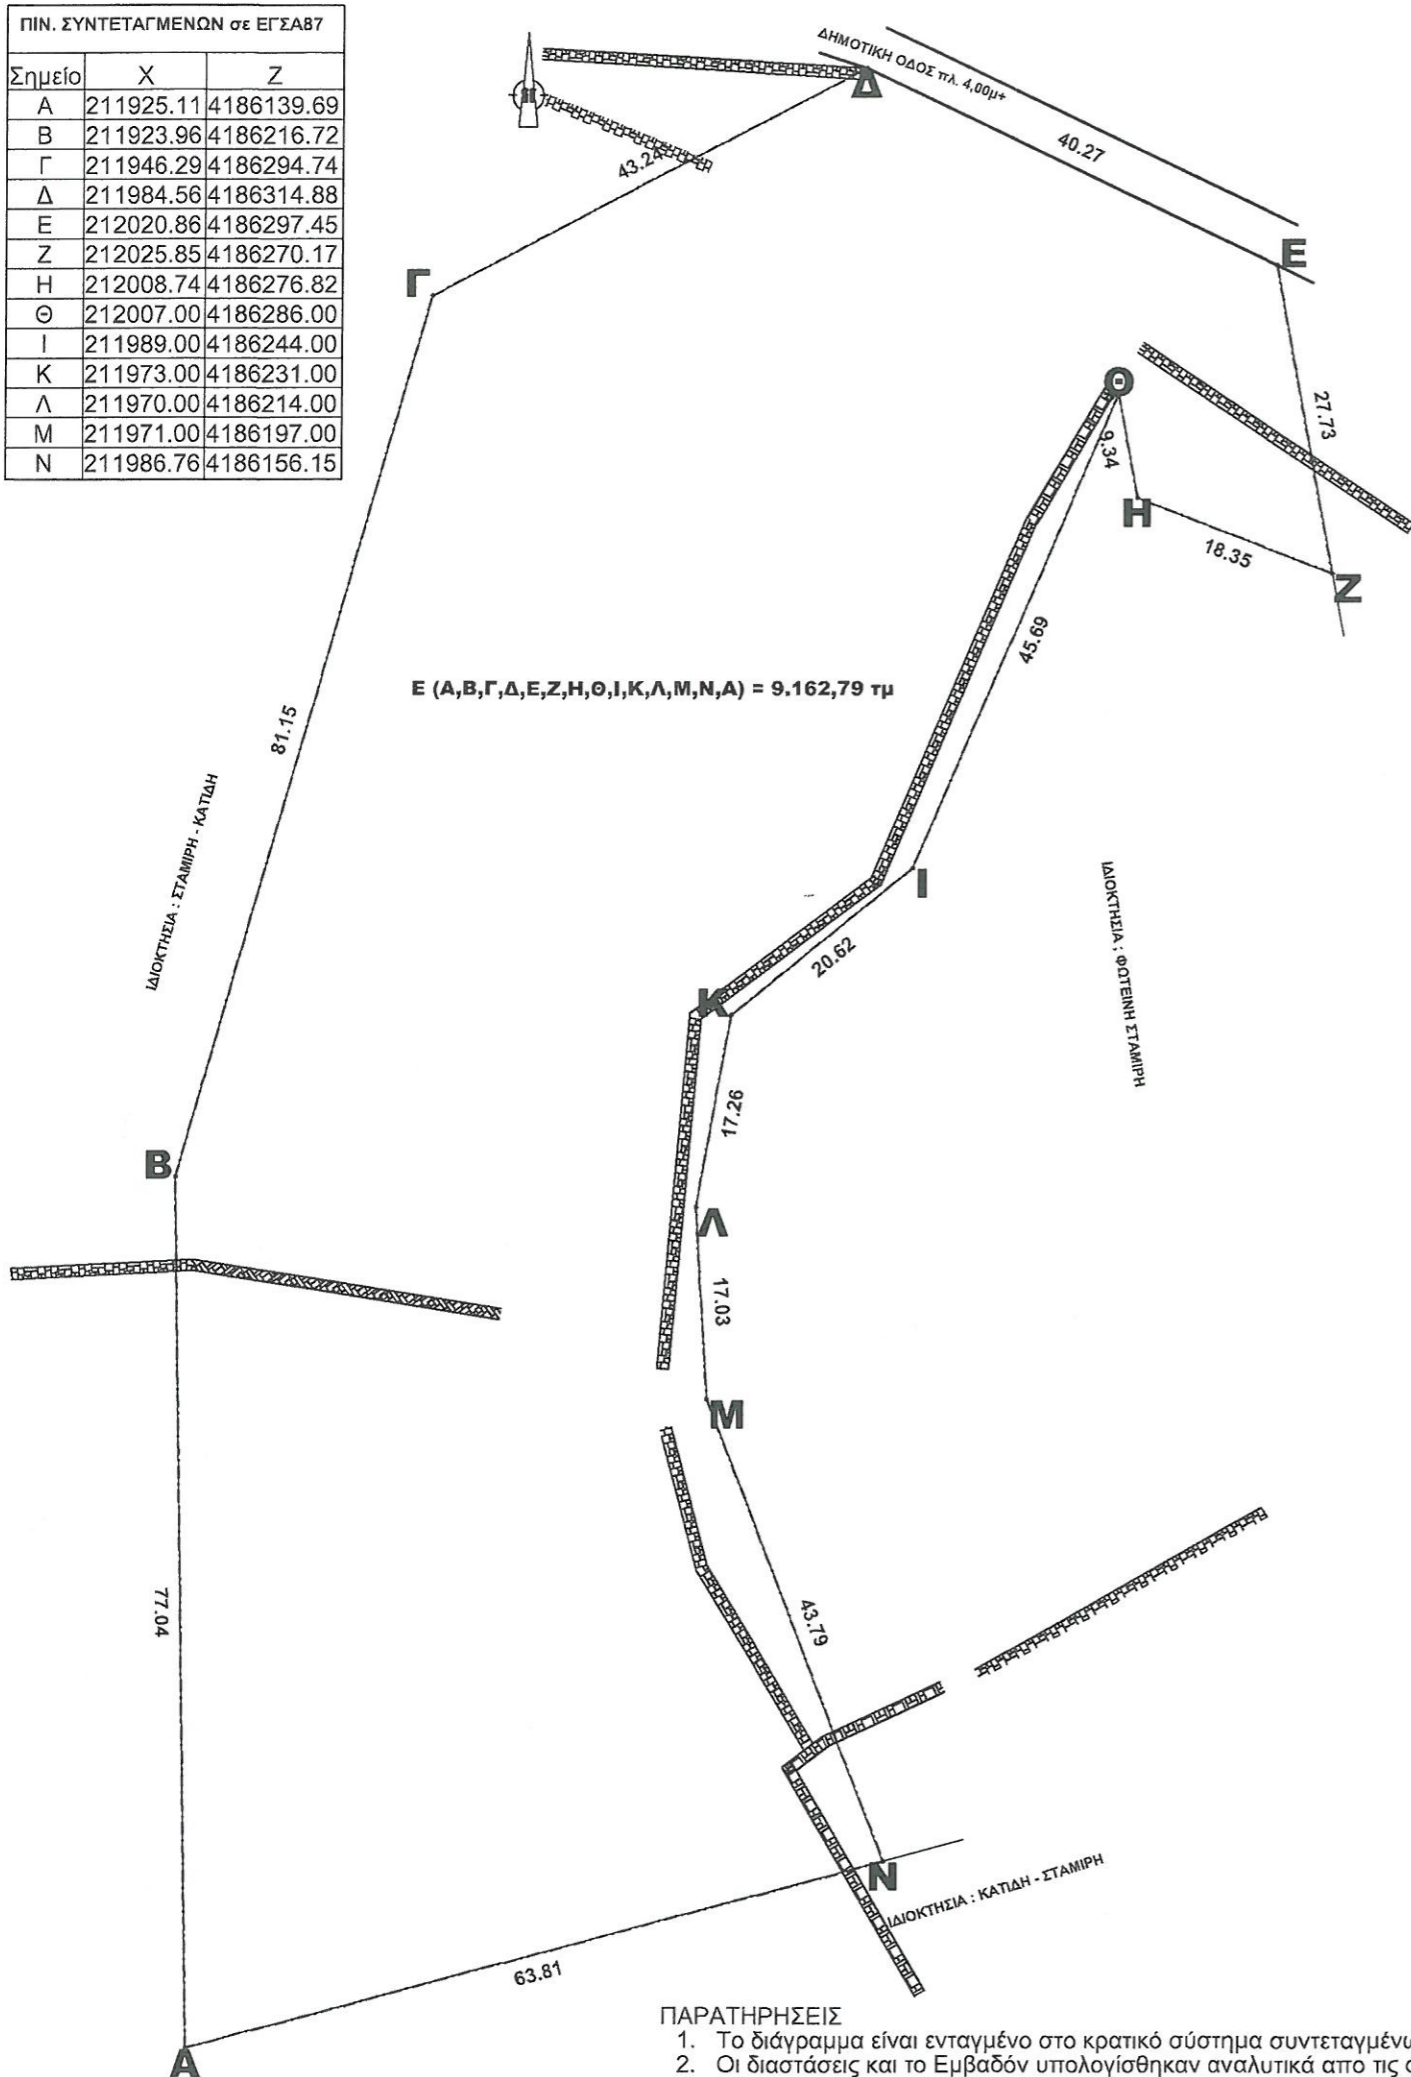 ΠΙΝ. ΣΥΝΤΕΤΑΓΜΕΝΩΝ σε ΕΓΣΑ87
Σημείο Χ Ζ
Α 211925.11 4186139.69
Β 211923.96 4186216.72
Γ 211946.29 4186294.74
Δ 211984.56 4186314.88
Ε 212020.86 4186297.45
Ζ 212025.85 4186270.17
Η 212008.74 4186276.82
Θ 212007.00 4186286.00
Ι 211989.00 4186244.00
Κ 211973.00 4186231.00
Λ 211970.00 4186214.00
Μ 211971.00 4186197.00
Ν 211986.76 4186156.15
ΔΗΜΟΤΙΚΗ ΟΔΟΣ πλ. 4,00μ+
Δ
40.27
43.24
Ε
Γ
Θ
27.73
9.34
Η
18.35
Ζ
45.69
Ε (Α,Β,Γ,Δ,Ε,Ζ,Η,Θ,Ι,Κ,Λ,Μ,Ν,Α) = 9.162,79 τμ
81.15
ΙΔΙΟΚΤΗΣΙΑ : ΣΤΑΜΙΡΗ - ΚΑΤΙΔΗ
Ι
ΙΔΙΟΚΤΗΣΙΑ ; ΦΩΤΕΙΝΗ ΣΤΑΜΙΡΗ
20.62
Κ
17.26
Β
Λ
17.03
Μ
77.04
43.79
Ν
ΙΔΙΟΚΤΗΣΙΑ : ΚΑΤΙΔΗ - ΣΤΑΜΙΡΗ
63.81
Α
ΠΑΡΑΤΗΡΗΣΕΙΣ
1. Το διάγραμμα είναι ενταγμένο στο κρατικό σύστημα συντεταγμένω
2. Οι διαστάσεις και το Εμβαδόν υπολογίσθηκαν αναλυτικά απο τις σ